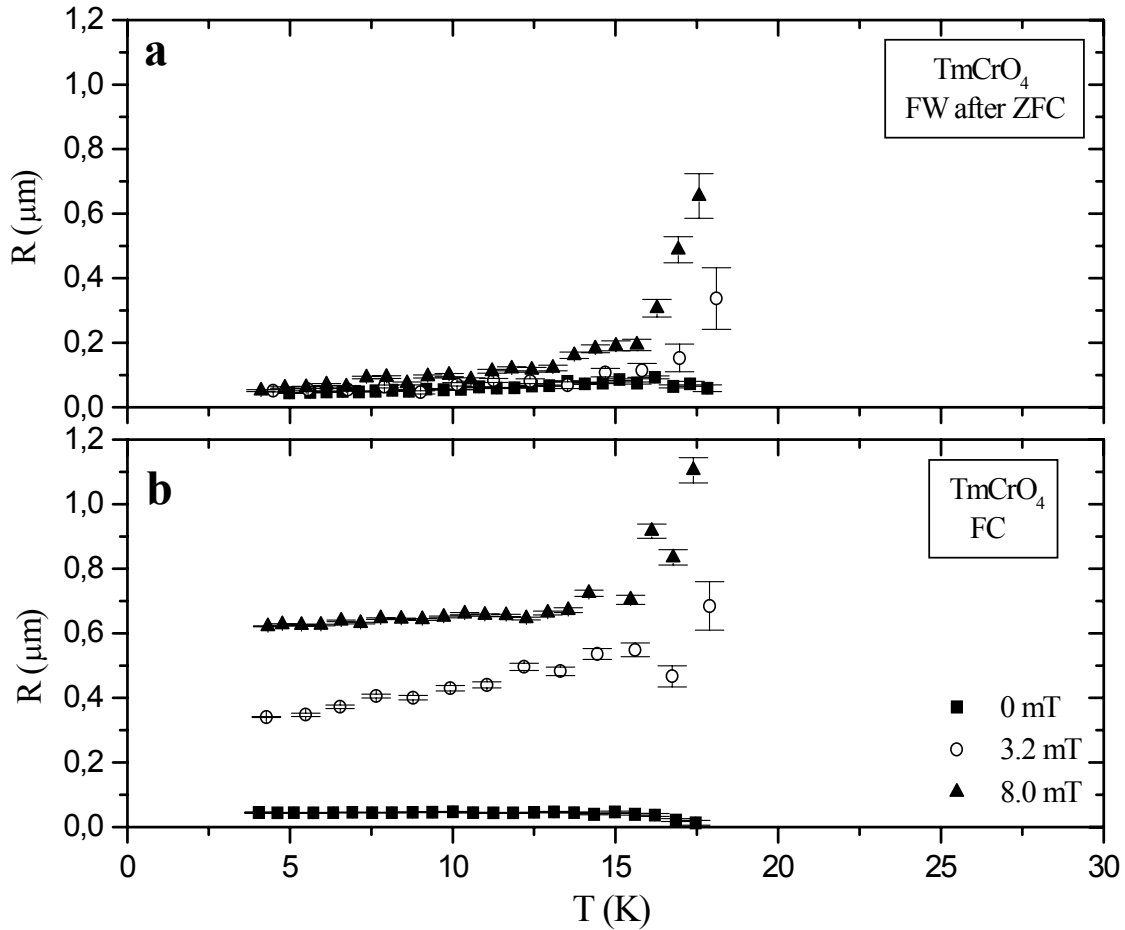 1,2
a
TmCrO4
FW after ZFC
1,0
0,8
0,6
R (μm)
0,4
0,2
0,0
1,2
b
TmCrO4
FC
1,0
0,8
0,6
R (μm)
0,4
0 mT
3.2 mT
0,2
8.0 mT
0,0
0 5 10 15 20 25 30
T (K)